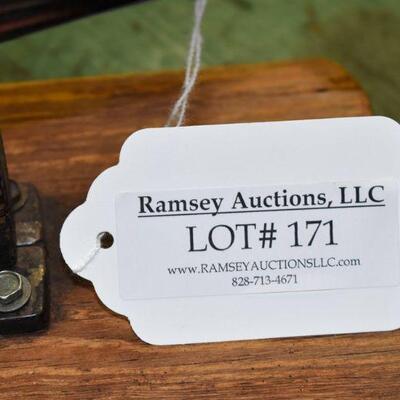 Ramsey Auctions, LLC
LOT# 171
www.RAMSEYAUCTIONSLLC.com
828-713-4671